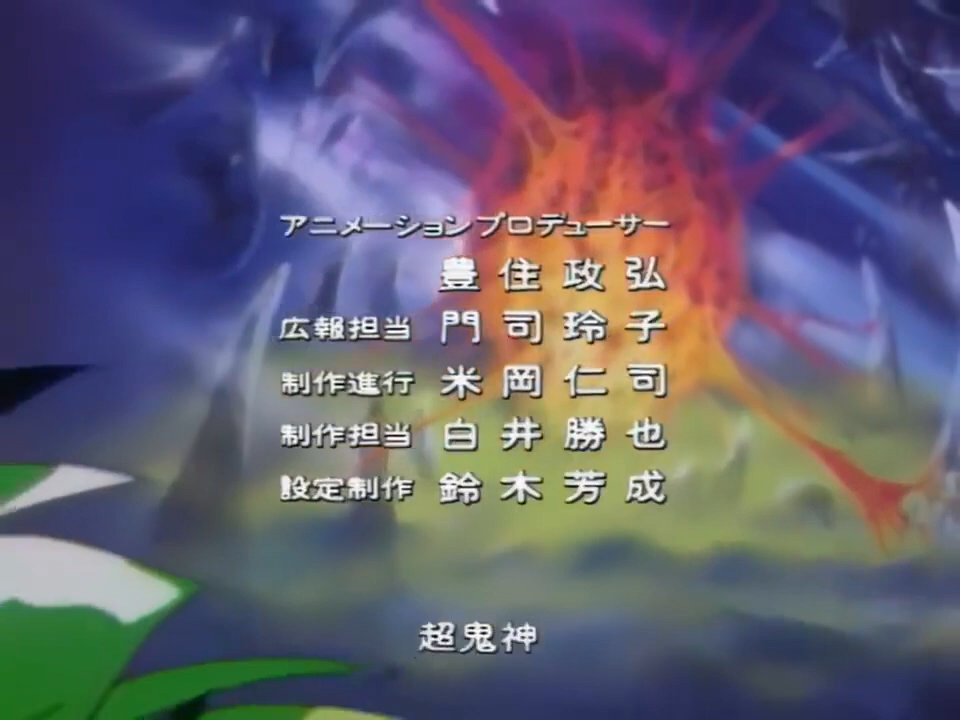 アニメーションプロデューサー
豊住政弘
広報担当 門司玲子
制作進行 米岡仁司
制作担当 白井勝也
設定制作 鈴木芳成
超鬼神